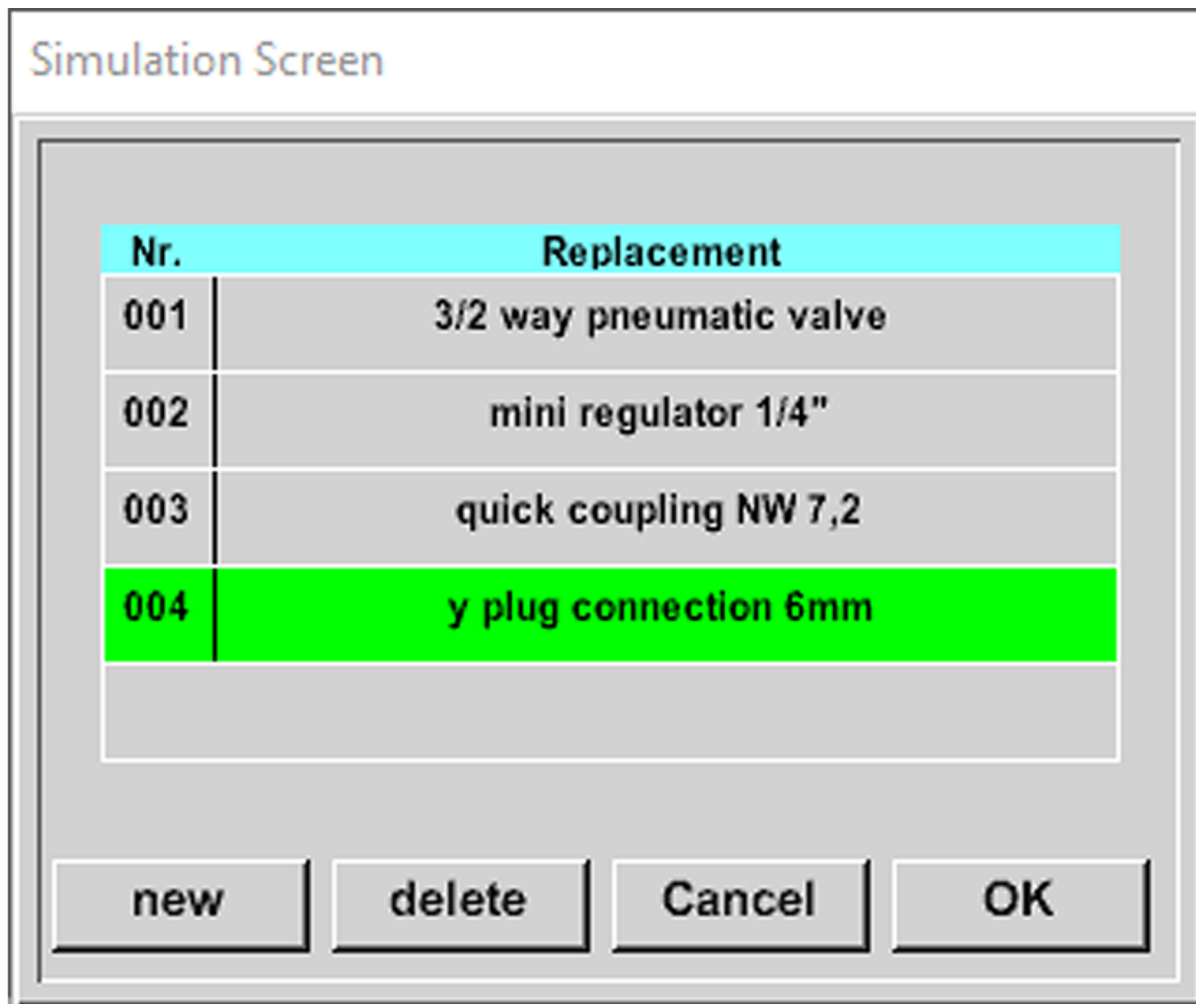 Simulation Screen
Nr. Replacement
001 3/2 way pneumatic valve
002 mini regulator 1/4"
003 quick coupling NW 7,2
004 y plug connection 6mm
new delete Cancel OK